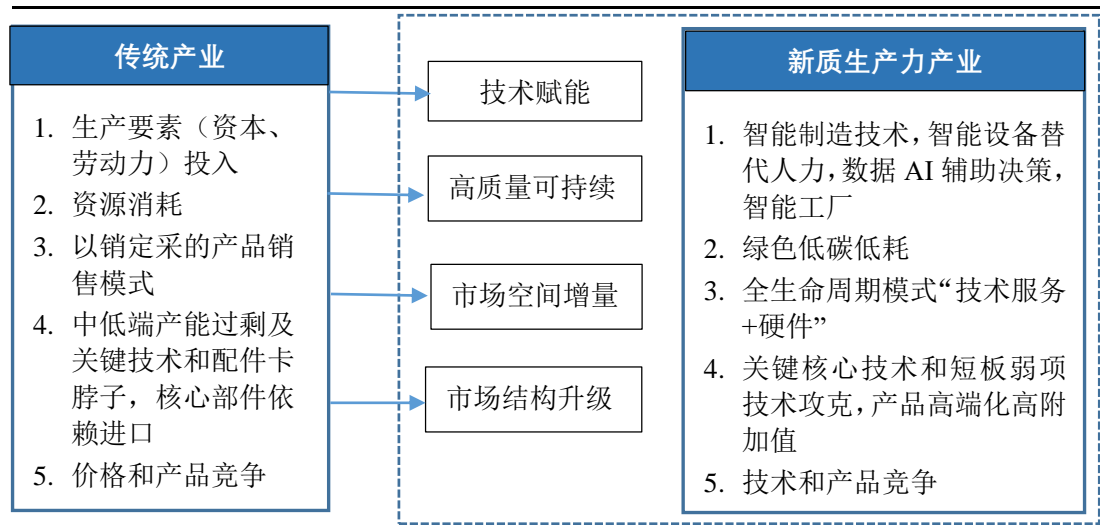 传统产业
1. 生产要素（资本、
劳动力）投入
2. 资源消耗
3. 以销定采的产品销
售模式
4. 中低端产能过剩及
关键技术和配件卡
脖子，核心部件依
赖进口
5. 价格和产品竞争
技术赋能
高质量可持续
市场空间增量
市场结构升级
新质生产力产业
1. 智能制造技术，智能设备替
代人力，数据 AI 辅助决策，
智能工厂
2. 绿色低碳低耗
3. 全生命周期模式“技术服务
+硬件”
4. 关键核心技术和短板弱项
技术攻克，产品高端化高附
加值
5. 技术和产品竞争